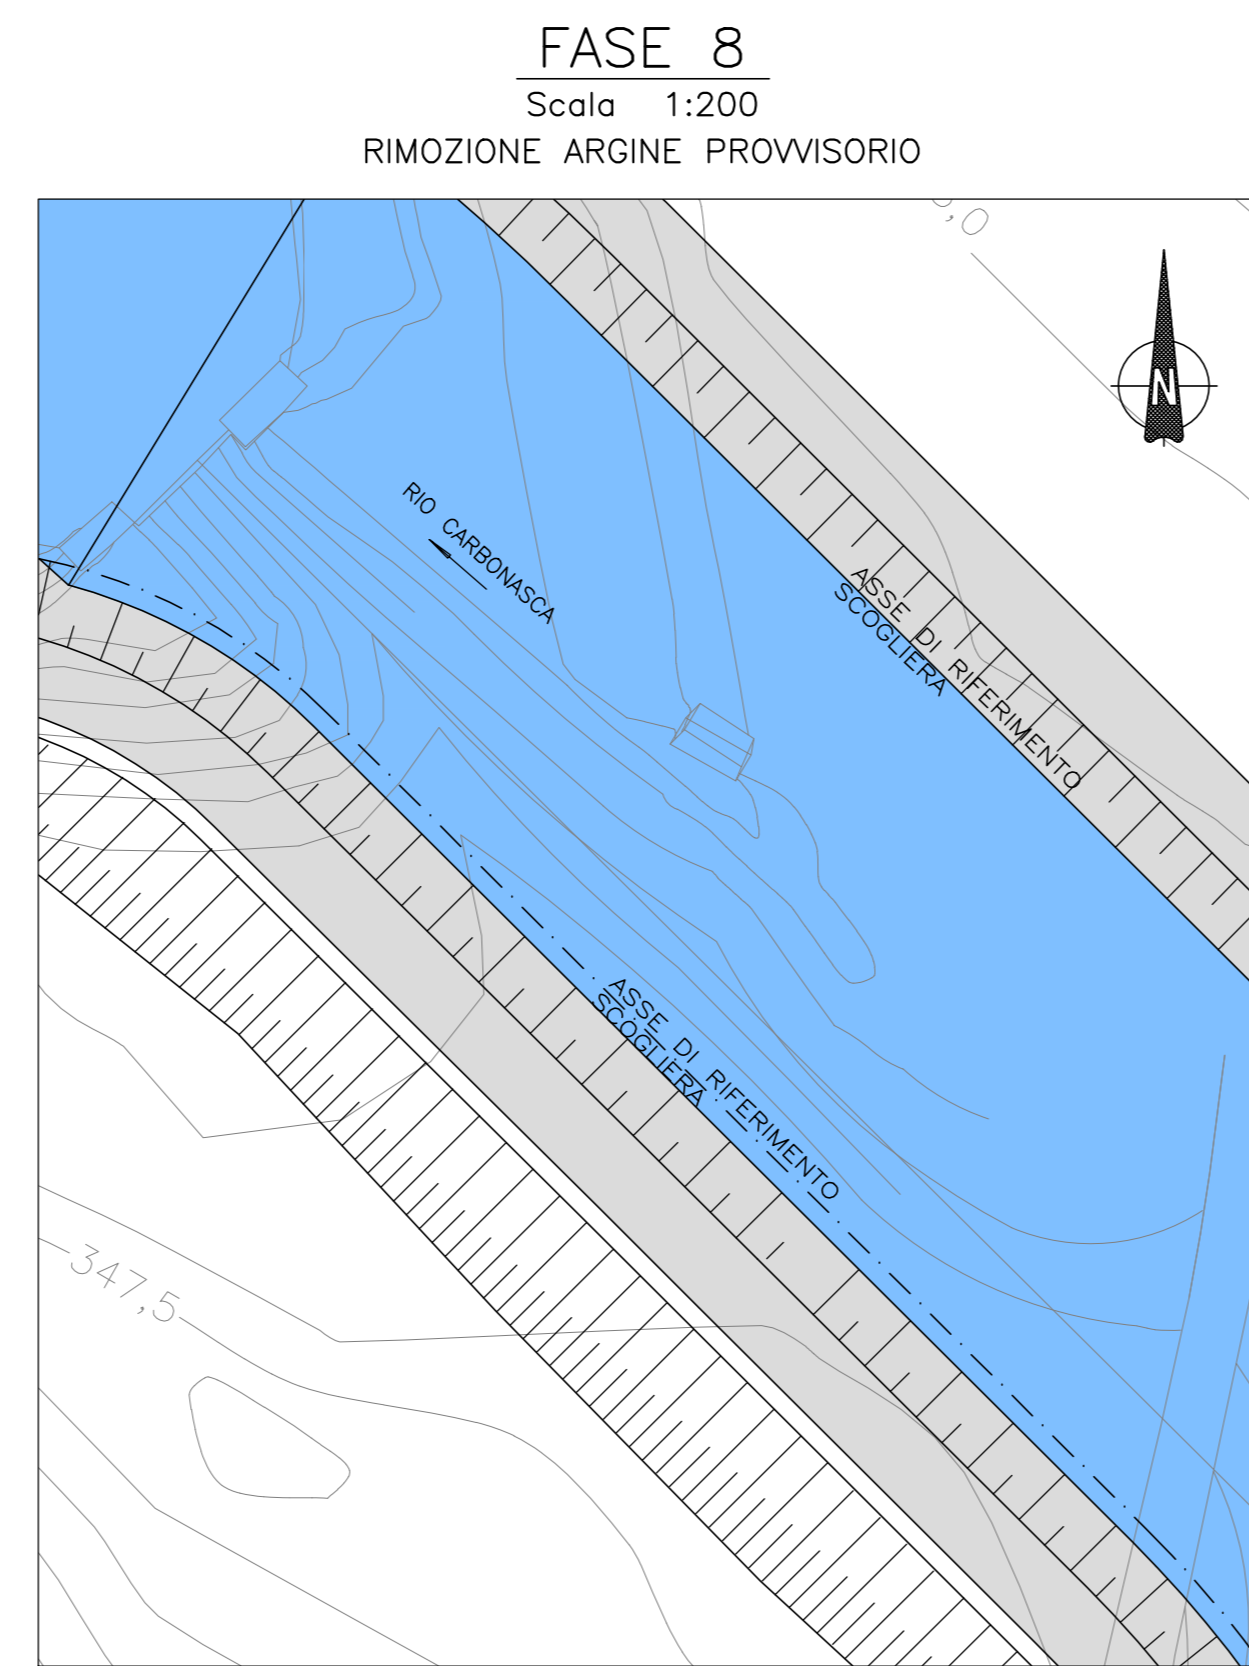 FASE 8
Scala 1:200
RIMOZIONE ARGINE PROVVISORIO
,0
N
RIO CARBONASCA
ASSE DI RIFERIMENTO
SCOGLIERA
ASSE DI RIFERIMENTO
SCOGLIERA
347,5